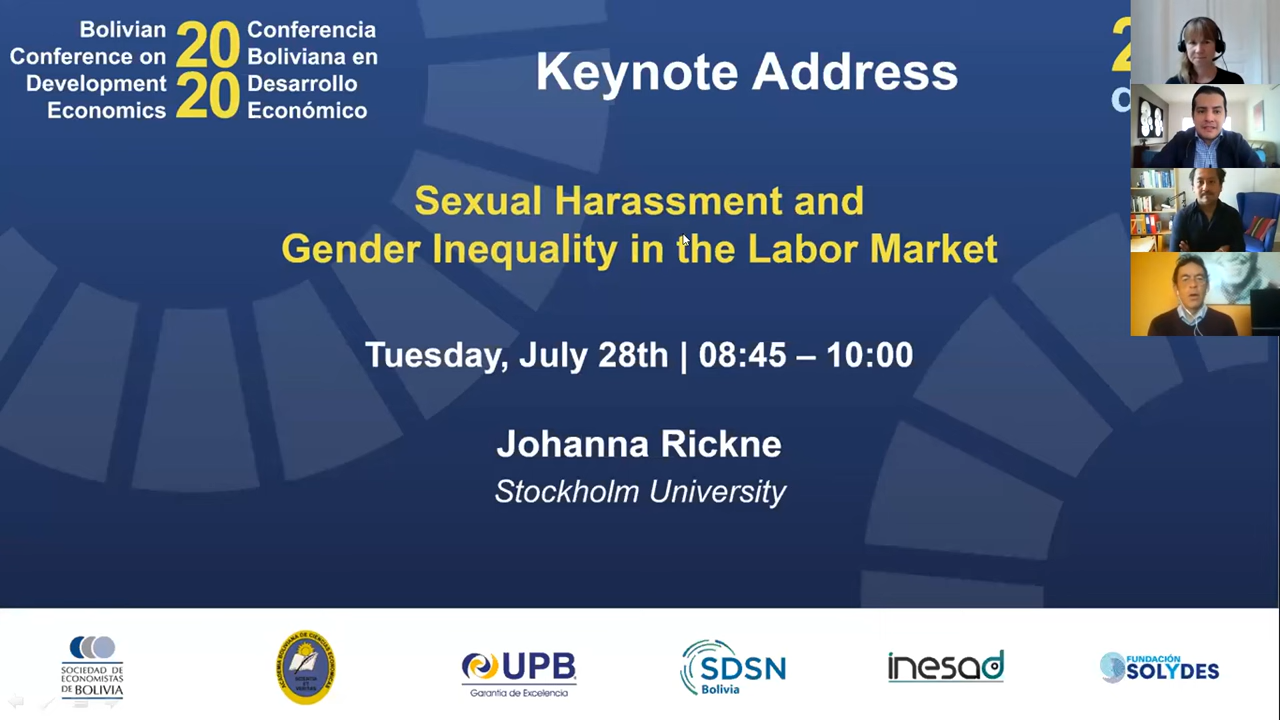 Bolivian
Conference on
Development
Economics
20
20
Conferencia
Boliviana en
Desarrollo
Económico
Keynote Address
Sexual Harassment and
Gender Inequality in the Labor Market
Tuesday, July 28th | 08:45 – 10:00
Johanna Rickne
Stockholm University
SOCIEDAD DE
ECONOMISTAS
DE BOLIVIA
UPB
Garantía de Excelencia
SDSN
Bolivia
inesad
FUNDACIÓN
SOLYDES